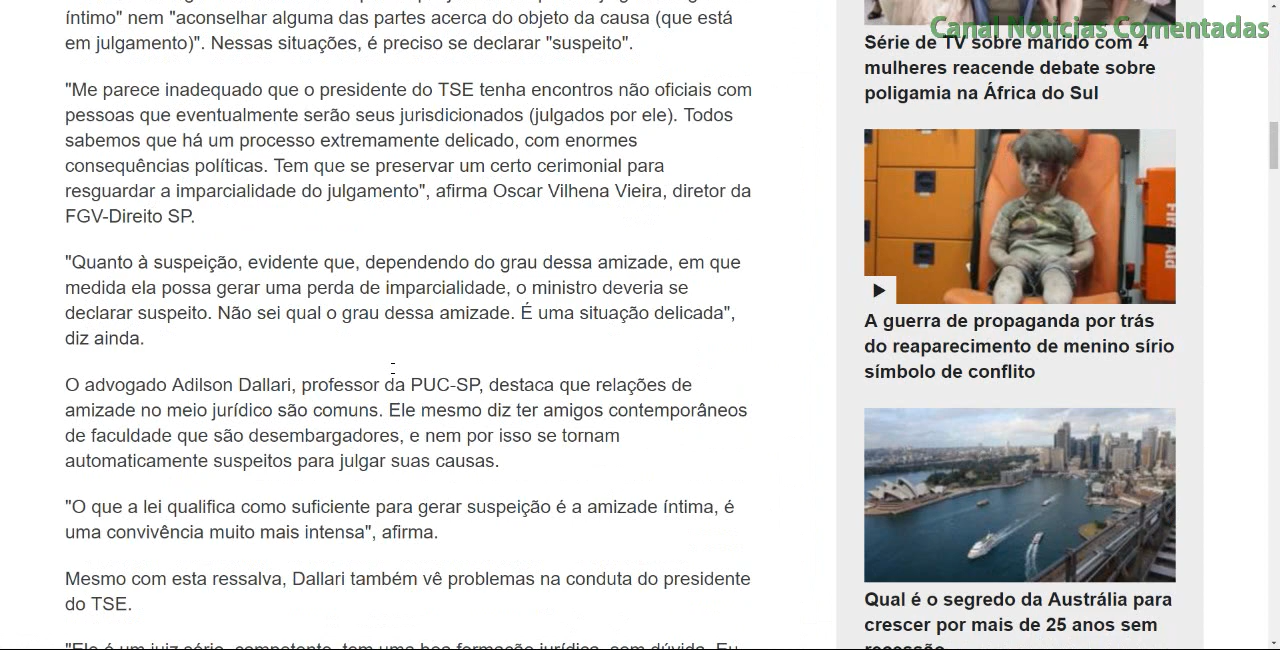 íntimo" nem "aconselhar alguma das partes acerca do objeto da causa (que está
em julgamento)". Nessas situações, é preciso se declarar "suspeito".
"Me parece inadequado que o presidente do TSE tenha encontros não oficiais com
pessoas que eventualmente serão seus jurisdicionados (julgados por ele). Todos
sabemos que há um processo extremamente delicado, com enormes
consequências políticas. Tem que se preservar um certo cerimonial para
resguardar a imparcialidade do julgamento", afirma Oscar Vilhena Vieira, diretor da
FGV-Direito SP.
"Quanto à suspeição, evidente que, dependendo do grau dessa amizade, em que
medida ela possa gerar uma perda de imparcialidade, o ministro deveria se
declarar suspeito. Não sei qual o grau dessa amizade. É uma situação delicada",
diz ainda.
O advogado Adilson Dallari, professor da PUC-SP, destaca que relações de
amizade no meio jurídico são comuns. Ele mesmo diz ter amigos contemporâneos
de faculdade que são desembargadores, e nem por isso se tornam
automaticamente suspeitos para julgar suas causas.
"O que a lei qualifica como suficiente para gerar suspeição é a amizade íntima, é
uma convivência muito mais intensa", afirma.
Mesmo com esta ressalva, Dallari também vê problemas na conduta do presidente
do TSE.
"Ele é um juiz sério, competente, tem uma boa formação jurídica, sem dúvida. Eu
Canal Noticias Comentadas
Série de TV sobre marido com 4
mulheres reacende debate sobre
poligamia na África do Sul
First Aid
A guerra de propaganda por trás
do reaparecimento de menino sírio
símbolo de conflito
Qual é o segredo da Austrália para
crescer por mais de 25 anos sem
recessão